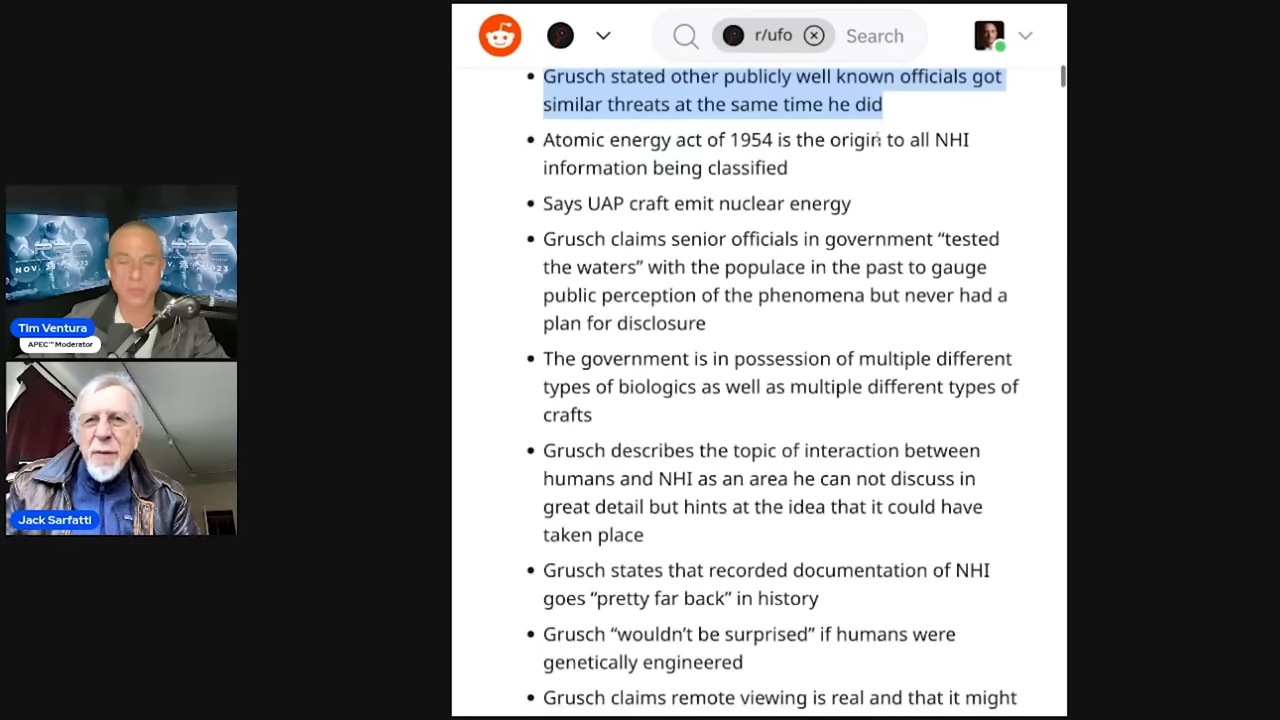 r/ufo
Search
Grusch stated other publicly well known officials got
similar threats at the same time he did
Atomic energy act of 1954 is the origin to all NHI
information being classified
Says UAP craft emit nuclear energy
Grusch claims senior officials in government “tested
the waters” with the populace in the past to gauge
public perception of the phenomena but never had a
plan for disclosure
The government is in possession of multiple different
types of biologics as well as multiple different types of
crafts
Grusch describes the topic of interaction between
humans and NHI as an area he can not discuss in
great detail but hints at the idea that it could have
taken place
Grusch states that recorded documentation of NHI
goes “pretty far back” in history
Grusch “wouldn’t be surprised” if humans were
genetically engineered
Grusch claims remote viewing is real and that it might
Tim Ventura
APEC™ Moderator
Jack Sarfatti